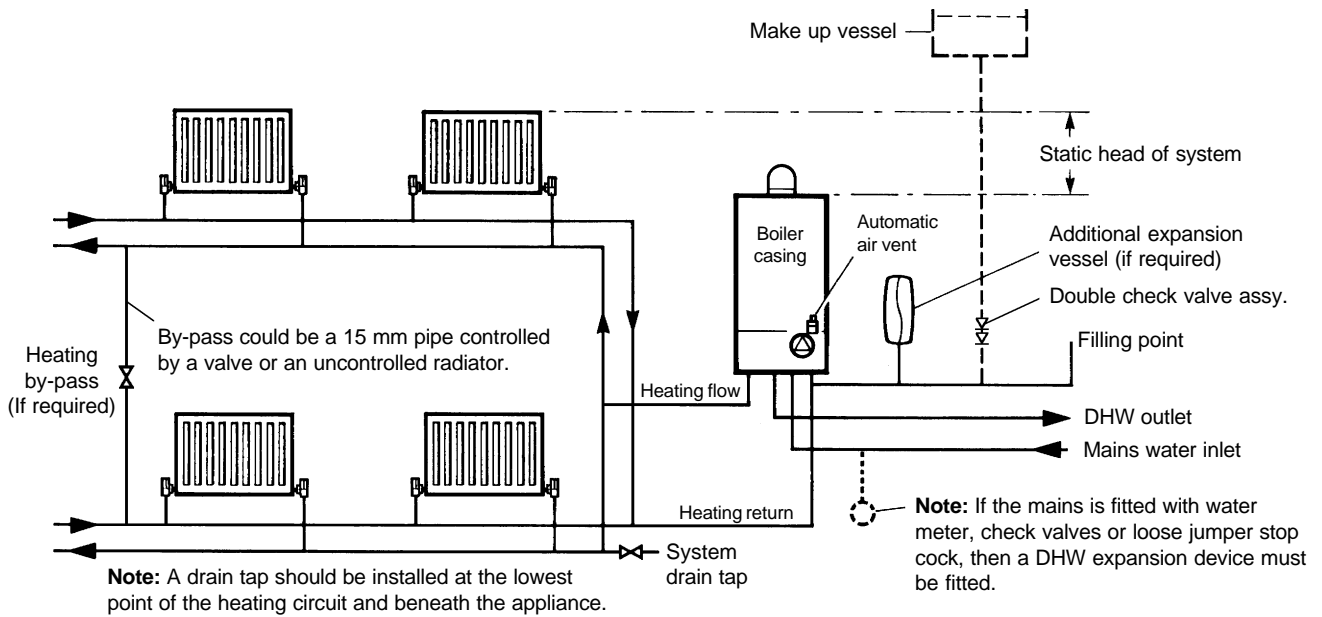 Make up vessel
Static head of system
Boiler
casing
Automatic
air vent
Additional expansion
vessel (if required)
Double check valve assy.
Filling point
By-pass could be a 15 mm pipe controlled
by a valve or an uncontrolled radiator.
Heating
by-pass
(If required)
Heating flow
DHW outlet
Mains water inlet
Heating return
Note: If the mains is fitted with water
meter, check valves or loose jumper stop
cock, then a DHW expansion device must
be fitted.
System
drain tap
Note: A drain tap should be installed at the lowest
point of the heating circuit and beneath the appliance.